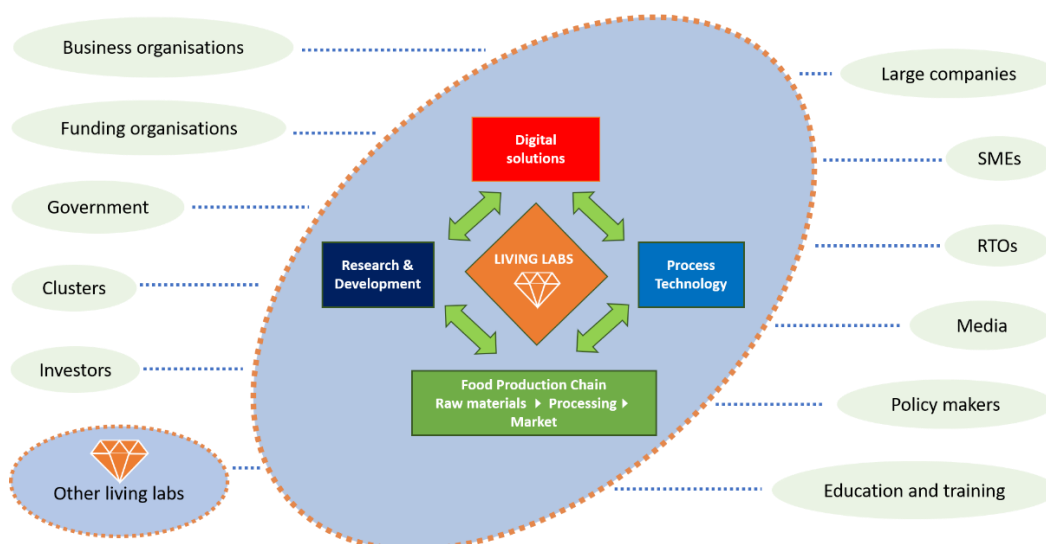 Business organisations
Large companies
Funding organisations
Digital
solutions
SMEs
Government
RTOs
Research &
Development
LIVING LABS
Process
Technology
Clusters
Media
Investors
Food Production Chain
Raw materials ▸ Processing ▸
Market
Policy makers
Other living labs
Education and training